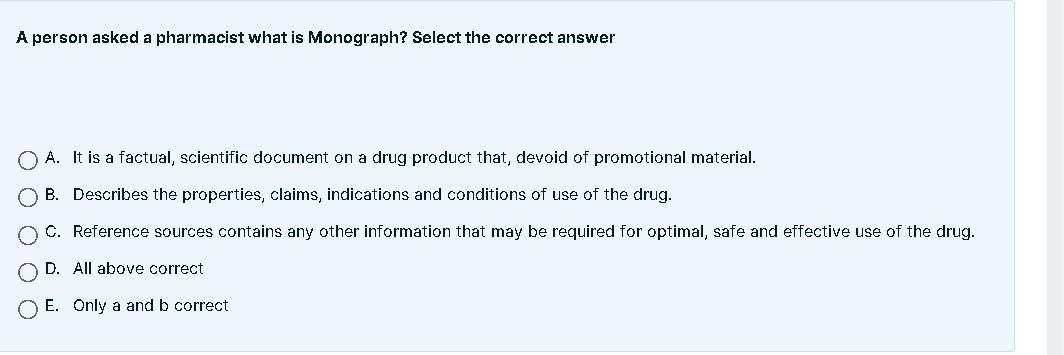 A person asked a pharmacist what is Monograph? Select the correct answer
A. It is a factual, scientific document on a drug product that, devoid of promotional material.
B. Describes the properties, claims, indications and conditions of use of the drug.
C. Reference sources contains any other information that may be required for optimal, safe and effective use of the drug.
D. All above correct
E. Only a and b correct